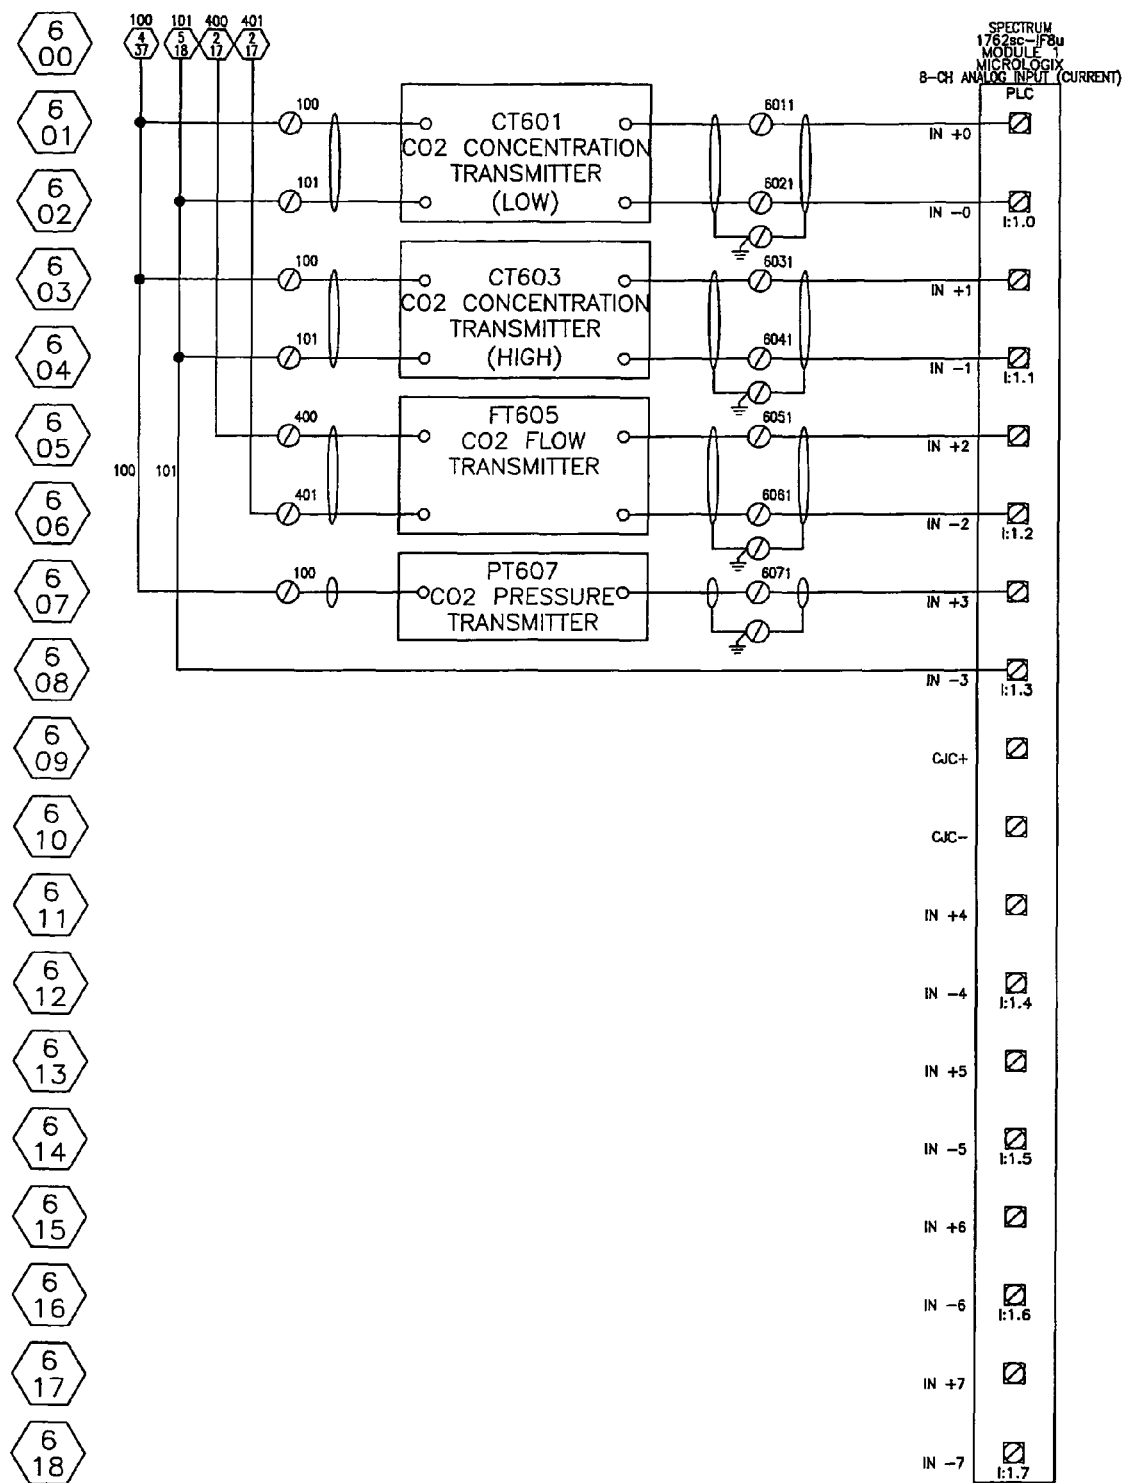 6
00
100
4
37
101
5
18
400
2
17
401
2
17
SPECTRUM
1762sc-IF8u
MODULE 1
MICROLOGIX
8-CH ANALOG INPUT (CURRENT)
PLC
6
01
100
CT601
CO2 CONCENTRATION
TRANSMITTER
(LOW)
6011
IN +0
6
02
101
6021
IN -0
I:1.0
6
03
100
CT603
CO2 CONCENTRATION
TRANSMITTER
(HIGH)
6031
IN +1
6
04
101
6041
IN -1
I:1.1
6
05
400
FT605
CO2 FLOW
TRANSMITTER
6051
IN +2
100
101
6
06
401
6061
IN -2
I:1.2
6
07
100
PT607
CO2 PRESSURE
TRANSMITTER
6071
IN +3
6
08
IN -3
I:1.3
6
09
CJC+
6
10
CJC-
6
11
IN +4
6
12
IN -4
I:1.4
6
13
IN +5
6
14
IN -5
I:1.5
6
15
IN +6
6
16
IN -6
I:1.6
6
17
IN +7
6
18
IN -7
I:1.7